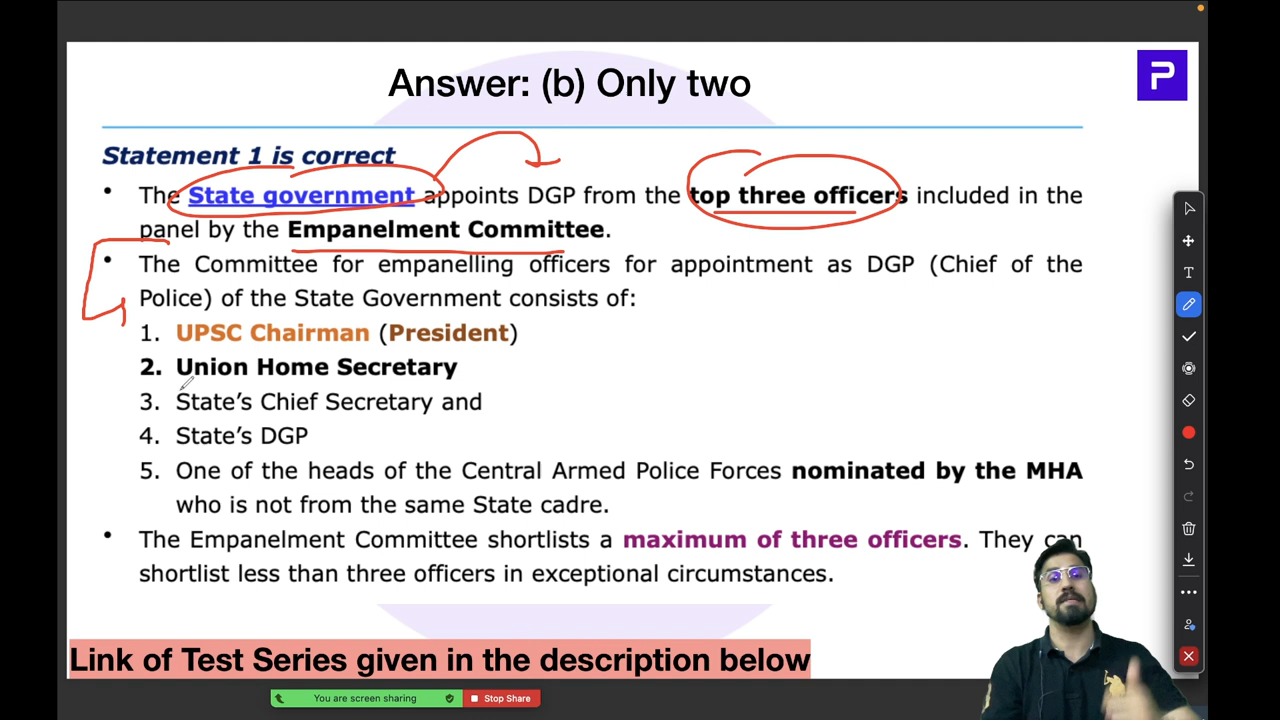 Answer: (b) Only two
P
Statement 1 is correct
• The State government appoints DGP from the top three officers included in the
panel by the Empanelment Committee.
• The Committee for empanelling officers for appointment as DGP (Chief of the
Police) of the State Government consists of:
1. UPSC Chairman (President)
2. Union Home Secretary
3. State's Chief Secretary and
4. State's DGP
5. One of the heads of the Central Armed Police Forces nominated by the MHA
who is not from the same State cadre.
• The Empanelment Committee shortlists a maximum of three officers. They can
shortlist less than three officers in exceptional circumstances.
Link of Test Series given in the description below
You are screen sharing
Stop Share
T